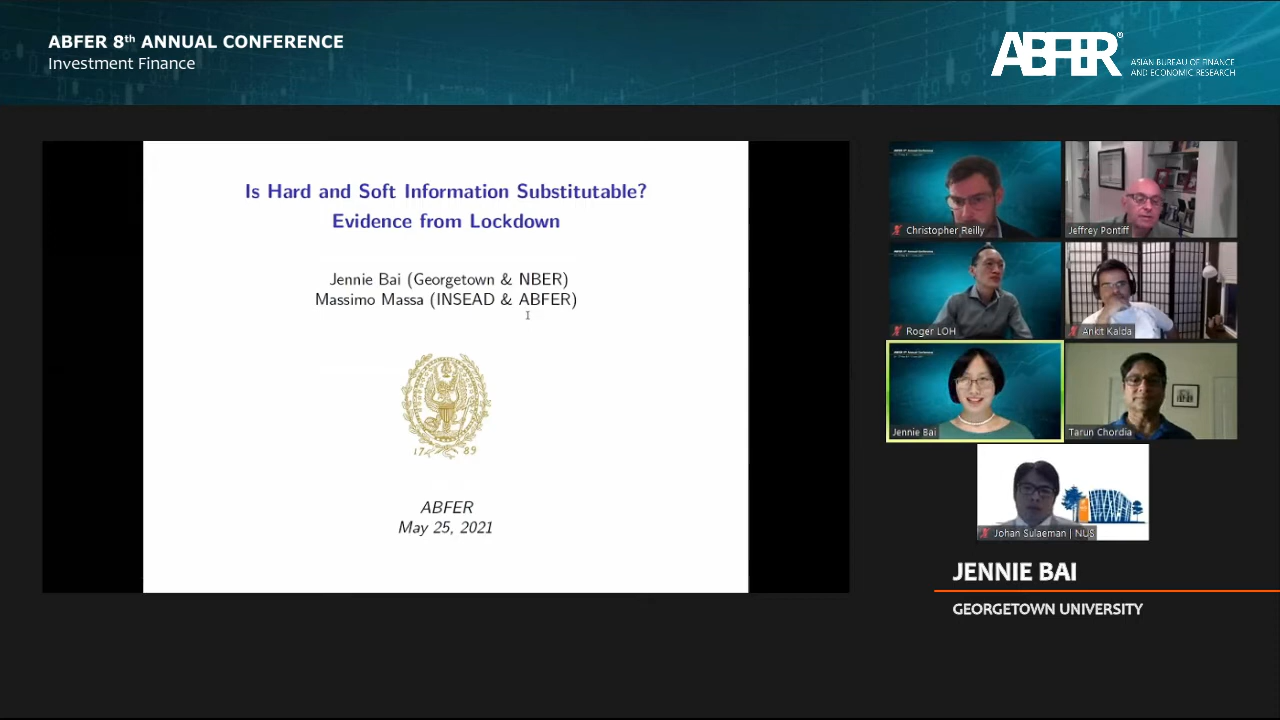 ABFER 8th ANNUAL CONFERENCE
Investment Finance
ABFER®
ASIAN BUREAU OF FINANCE
AND ECONOMIC RESEARCH
Is Hard and Soft Information Substitutable?
Evidence from Lockdown
Jennie Bai (Georgetown & NBER)
Massimo Massa (INSEAD & ABFER)
17 89
ABFER
May 25, 2021
Christopher Reilly
Jeffrey Pontiff
Roger LOH
Ankit Kalda
Jennie Bai
Tarun Chordia
Johan Sulaeman | NUS
JENNIE BAI
GEORGETOWN UNIVERSITY